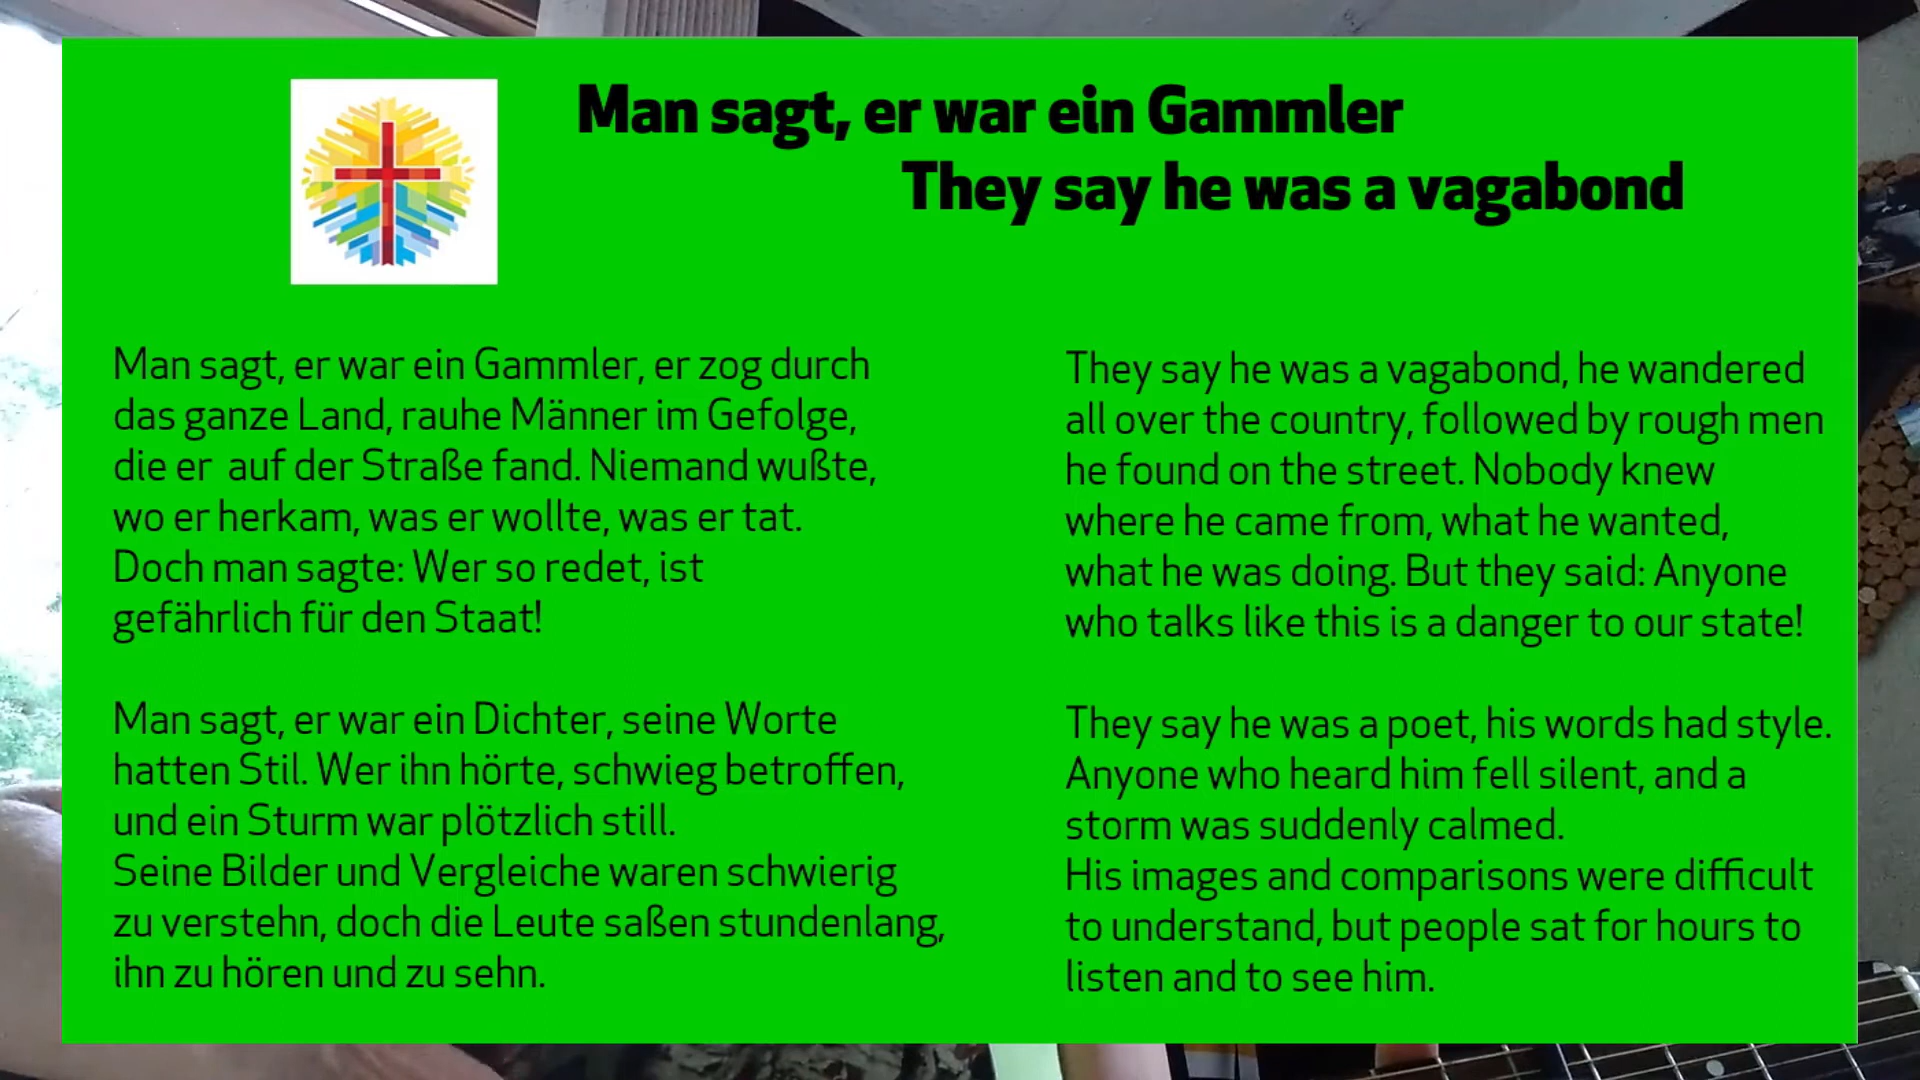 Man sagt, er war ein Gammler
They say he was a vagabond
Man sagt, er war ein Gammler, er zog durch
das ganze Land, rauhe Männer im Gefolge,
die er  auf der Straße fand. Niemand wußte,
wo er herkam, was er wollte, was er tat.
Doch man sagte: Wer so redet, ist
gefährlich für den Staat!
Man sagt, er war ein Dichter, seine Worte
hatten Stil. Wer ihn hörte, schwieg betroffen,
und ein Sturm war plötzlich still.
Seine Bilder und Vergleiche waren schwierig
zu verstehn, doch die Leute saßen stundenlang,
ihn zu hören und zu sehn.
They say he was a vagabond, he wandered
all over the country, followed by rough men
he found on the street. Nobody knew
where he came from, what he wanted,
what he was doing. But they said: Anyone
who talks like this is a danger to our state!
They say he was a poet, his words had style.
Anyone who heard him fell silent, and a
storm was suddenly calmed.
His images and comparisons were difficult
to understand, but people sat for hours to
listen and to see him.